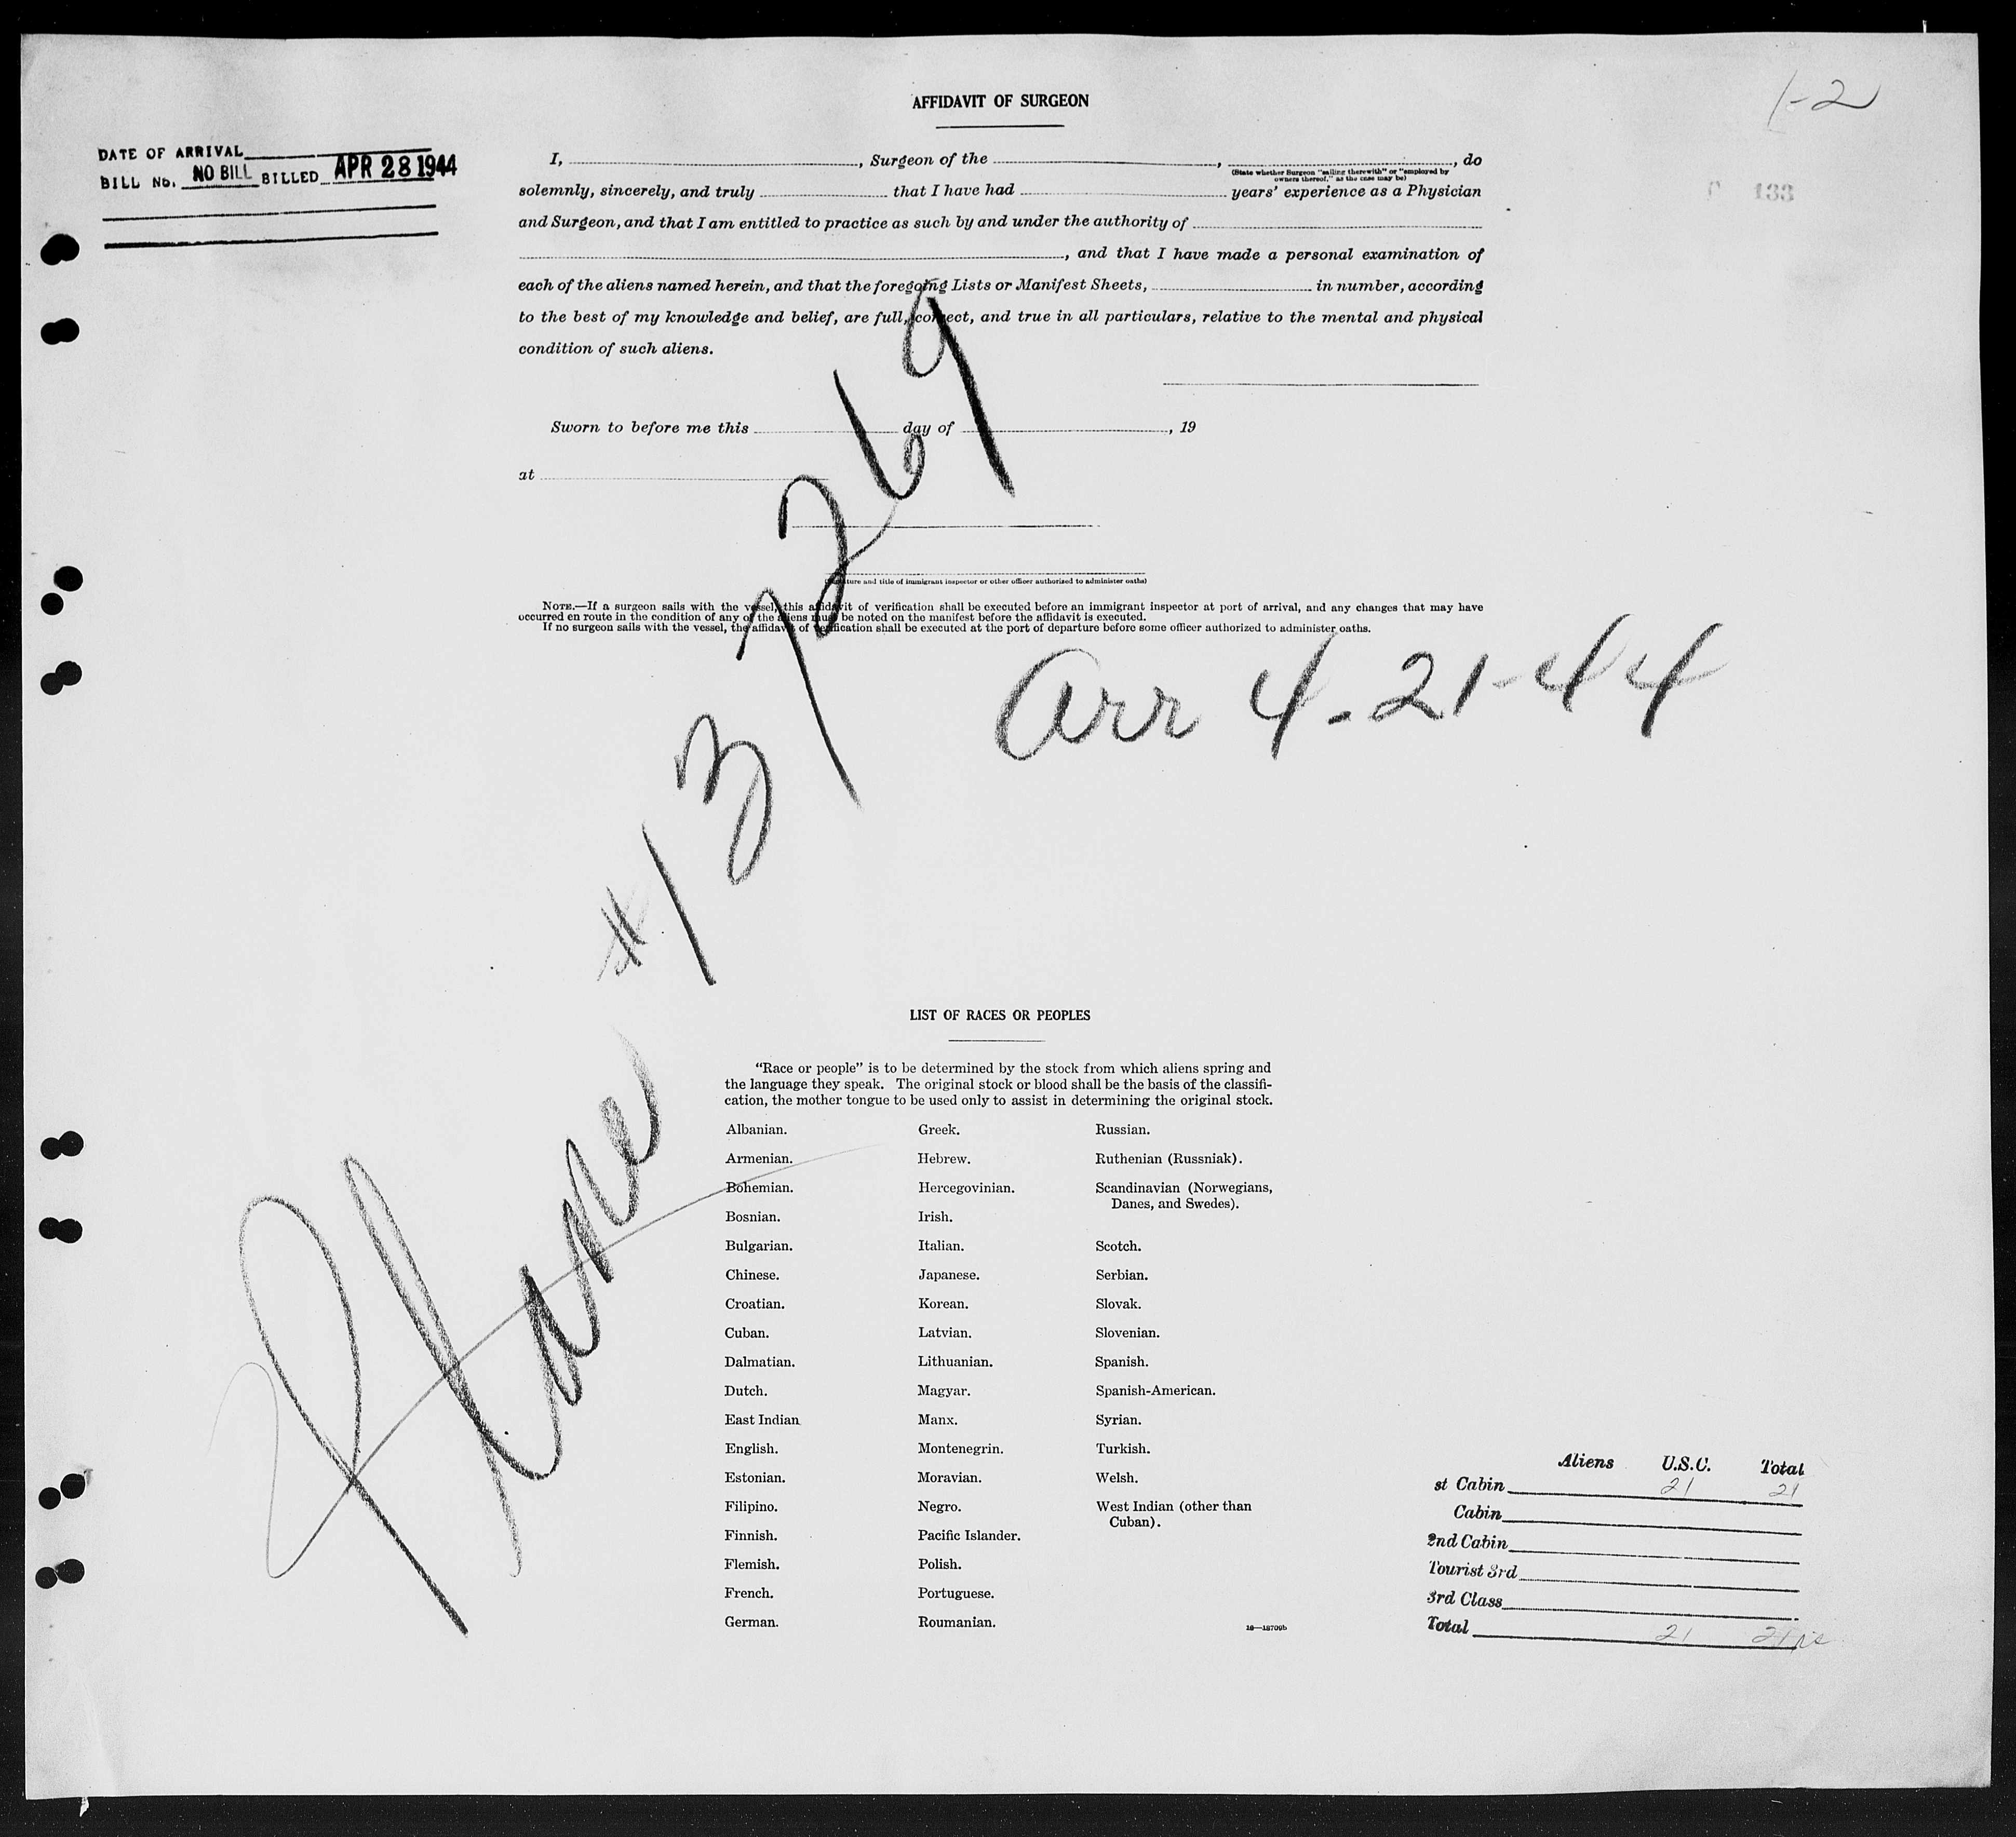 1-2
AFFIDAVIT OF SURGEON
DATE OF ARRIVAL
BILL No. NO BILL BILLED APR 28 1944
133
I, , Surgeon of the , , do
(State whether Surgeon "sailing therewith" or "employed by
owners thereof," as the case may be)
solemnly, sincerely, and truly that I have had years' experience as a Physician
and Surgeon, and that I am entitled to practice as such by and under the authority of
, and that I have made a personal examination of
each of the aliens named herein, and that the foregoing Lists or Manifest Sheets, in number, according
to the best of my knowledge and belief, are full, correct, and true in all particulars, relative to the mental and physical
condition of such aliens.
Sworn to before me this day of , 19
at
(Signature and title of immigrant inspector or other officer authorized to administer oaths)
NOTE.—If a surgeon sails with the vessel, this affidavit of verification shall be executed before an immigrant inspector at port of arrival, and any changes that may have
occurred en route in the condition of any of the aliens must be noted on the manifest before the affidavit is executed.
If no surgeon sails with the vessel, the affidavit of verification shall be executed at the port of departure before some officer authorized to administer oaths.
Arr 4-21-44
Plane #137269
LIST OF RACES OR PEOPLES
"Race or people" is to be determined by the stock from which aliens spring and
the language they speak. The original stock or blood shall be the basis of the classifi-
cation, the mother tongue to be used only to assist in determining the original stock.
Albanian. Greek. Russian.
Armenian. Hebrew. Ruthenian (Russniak).
Bohemian. Hercegovinian. Scandinavian (Norwegians,
Danes, and Swedes).
Bosnian. Irish.
Bulgarian. Italian. Scotch.
Chinese. Japanese. Serbian.
Croatian. Korean. Slovak.
Cuban. Latvian. Slovenian.
Dalmatian. Lithuanian. Spanish.
Dutch. Magyar. Spanish-American.
East Indian. Manx. Syrian.
English. Montenegrin. Turkish.
Estonian. Moravian. Welsh.
Filipino. Negro. West Indian (other than
Cuban).
Finnish. Pacific Islander.
Flemish. Polish.
French. Portuguese.
German. Roumanian.
16—18709b
Aliens U.S.C. Total
st Cabin 21 21
Cabin
2nd Cabin
Tourist 3rd
3rd Class
Total 21 21